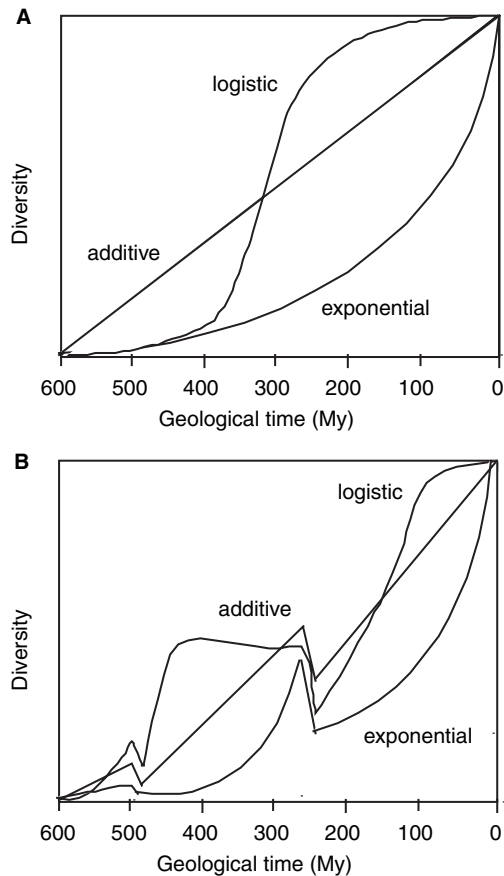 A
logistic
Diversity
additive
exponential
600 500 400 300 200 100 0
Geological time (My)
B
logistic
additive
Diversity
exponential
600 500 400 300 200 100 0
Geological time (My)